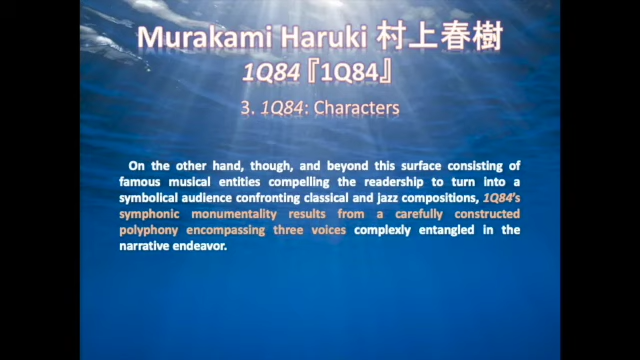 Murakami Haruki 村上春樹
1Q84『1Q84』
3. 1Q84: Characters
On the other hand, though, and beyond this surface consisting of
famous musical entities compelling the readership to turn into a
symbolical audience confronting classical and jazz compositions, 1Q84's
symphonic monumentality results from a carefully constructed
polyphony encompassing three voices complexly entangled in the
narrative endeavor.